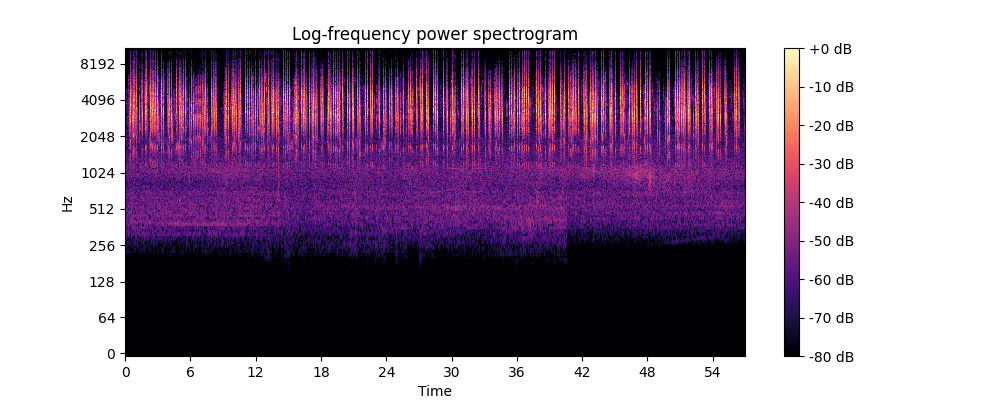 Log-frequency power spectrogram
8192
4096
2048
1024
512
256
128
64
0
Hz
0 6 12 18 24 30 36 42 48 54
Time
+0 dB
-10 dB
-20 dB
-30 dB
-40 dB
-50 dB
-60 dB
-70 dB
-80 dB